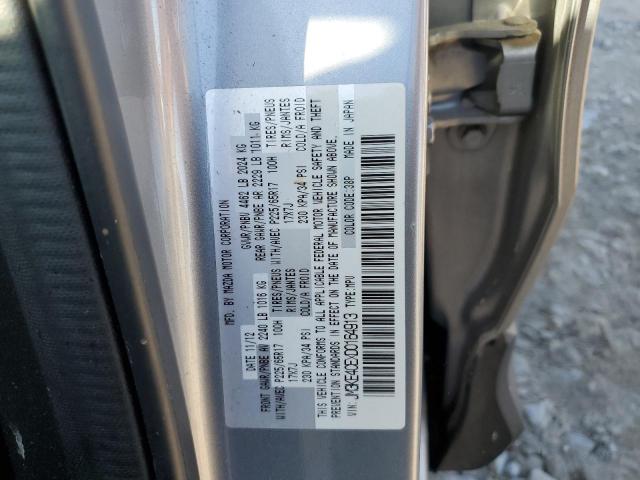 MFD. BY MAZDA MOTOR CORPORATION
DATE 11/12 GVWR/PNBV 4462 LB 2024 KG
FRONT GAWR/PNBE AV 2240 LB 1016 KG REAR GAWR/PNBE AR 2229 LB 1011 KG
WITH/AVEC P225/65R17 100H TIRES/PNEUS WITH/AVEC P225/65R17 100H TIRES/PNEUS
17X7J RIMS/JANTES 17X7J RIMS/JANTES
230 KPA/34 PSI COLD/A FROID 230 KPA/34 PSI COLD/A FROID
THIS VEHICLE CONFORMS TO ALL APPLICABLE FEDERAL MOTOR VEHICLE SAFETY AND THEFT
PREVENTION STANDARDS IN EFFECT ON THE DATE OF MANUFACTURE SHOWN ABOVE.
VIN: JM3KE4CEXD0164913 TYPE:MPV COLOR CODE:38P MADE IN JAPAN